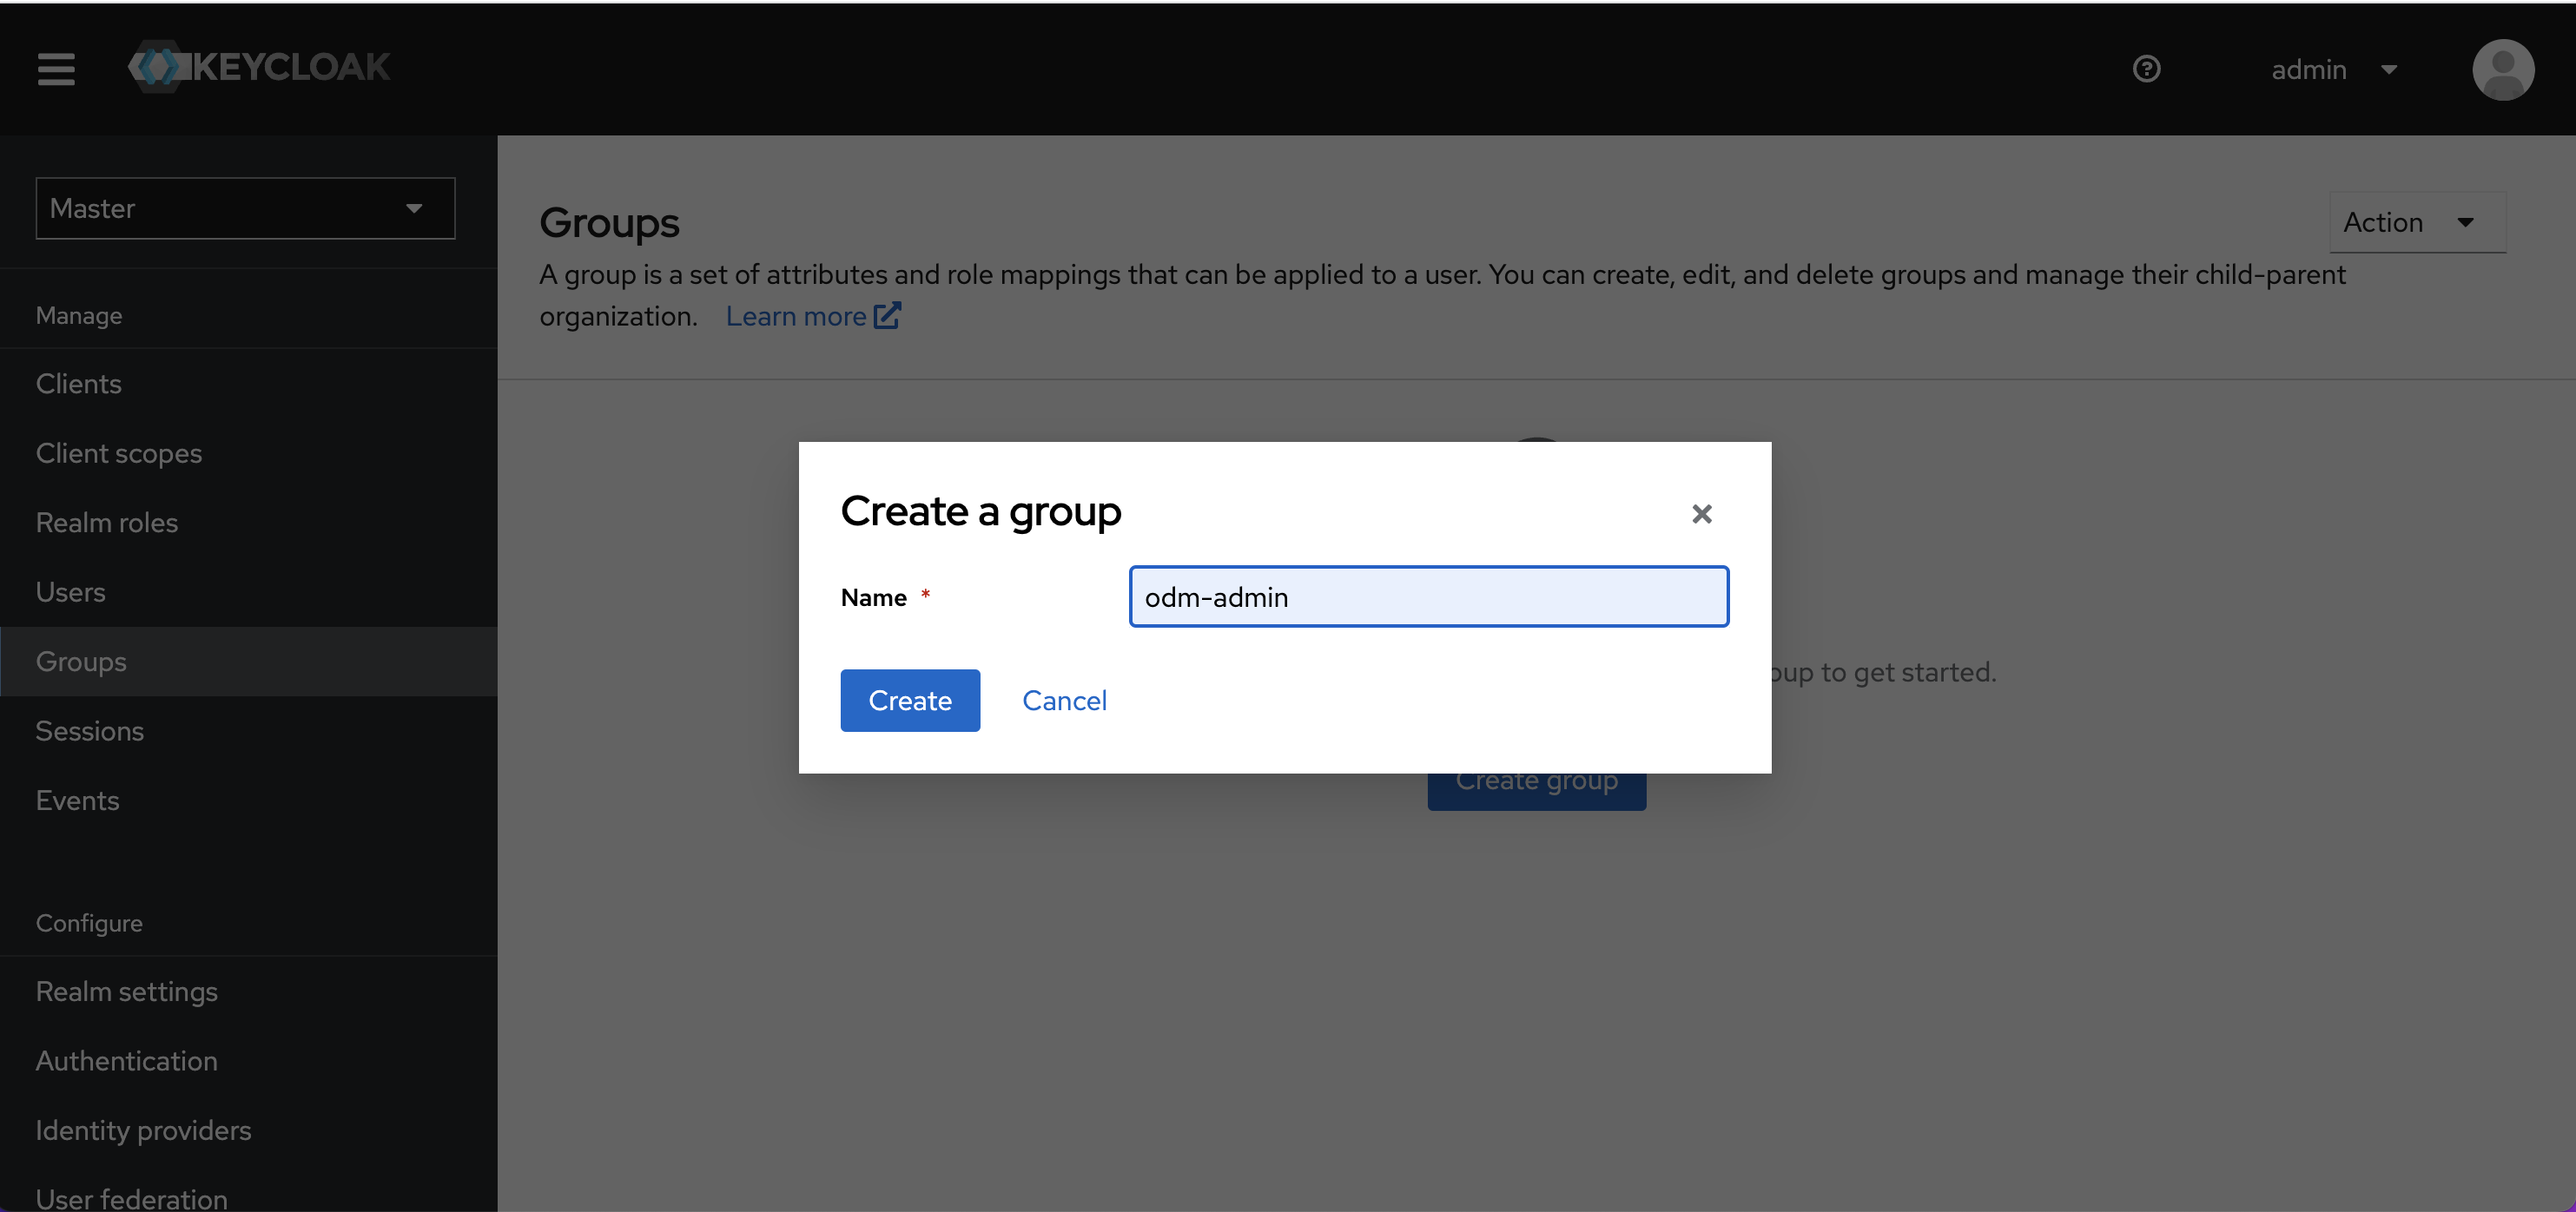 KEYCLOAK
admin
Master
Manage
Clients
Client scopes
Realm roles
Users
Groups
Sessions
Events
Configure
Realm settings
Authentication
Identity providers
User federation
Groups
Action
A group is a set of attributes and role mappings that can be applied to a user. You can create, edit, and delete groups and manage their child-parent
organization. Learn more
Create a group
Name *
odm-admin
Create Cancel
to get started.
Create group